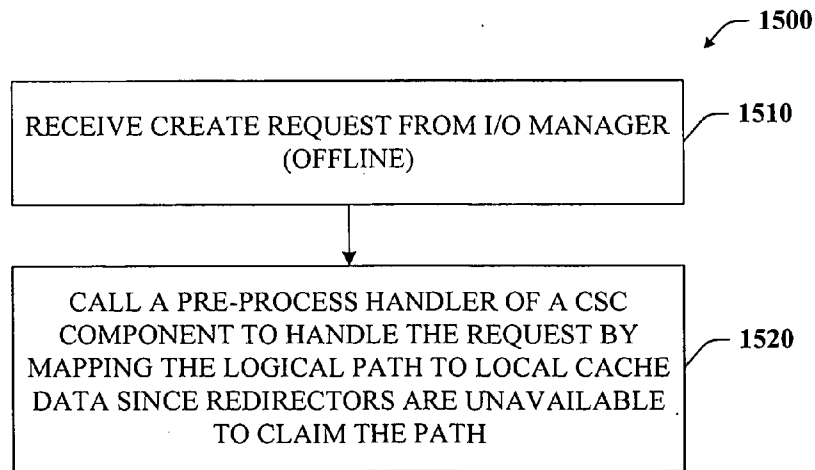 1500
RECEIVE CREATE REQUEST FROM I/O MANAGER
(OFFLINE)
1510
CALL A PRE-PROCESS HANDLER OF A CSC
COMPONENT TO HANDLE THE REQUEST BY
MAPPING THE LOGICAL PATH TO LOCAL CACHE
DATA SINCE REDIRECTORS ARE UNAVAILABLE
TO CLAIM THE PATH
1520